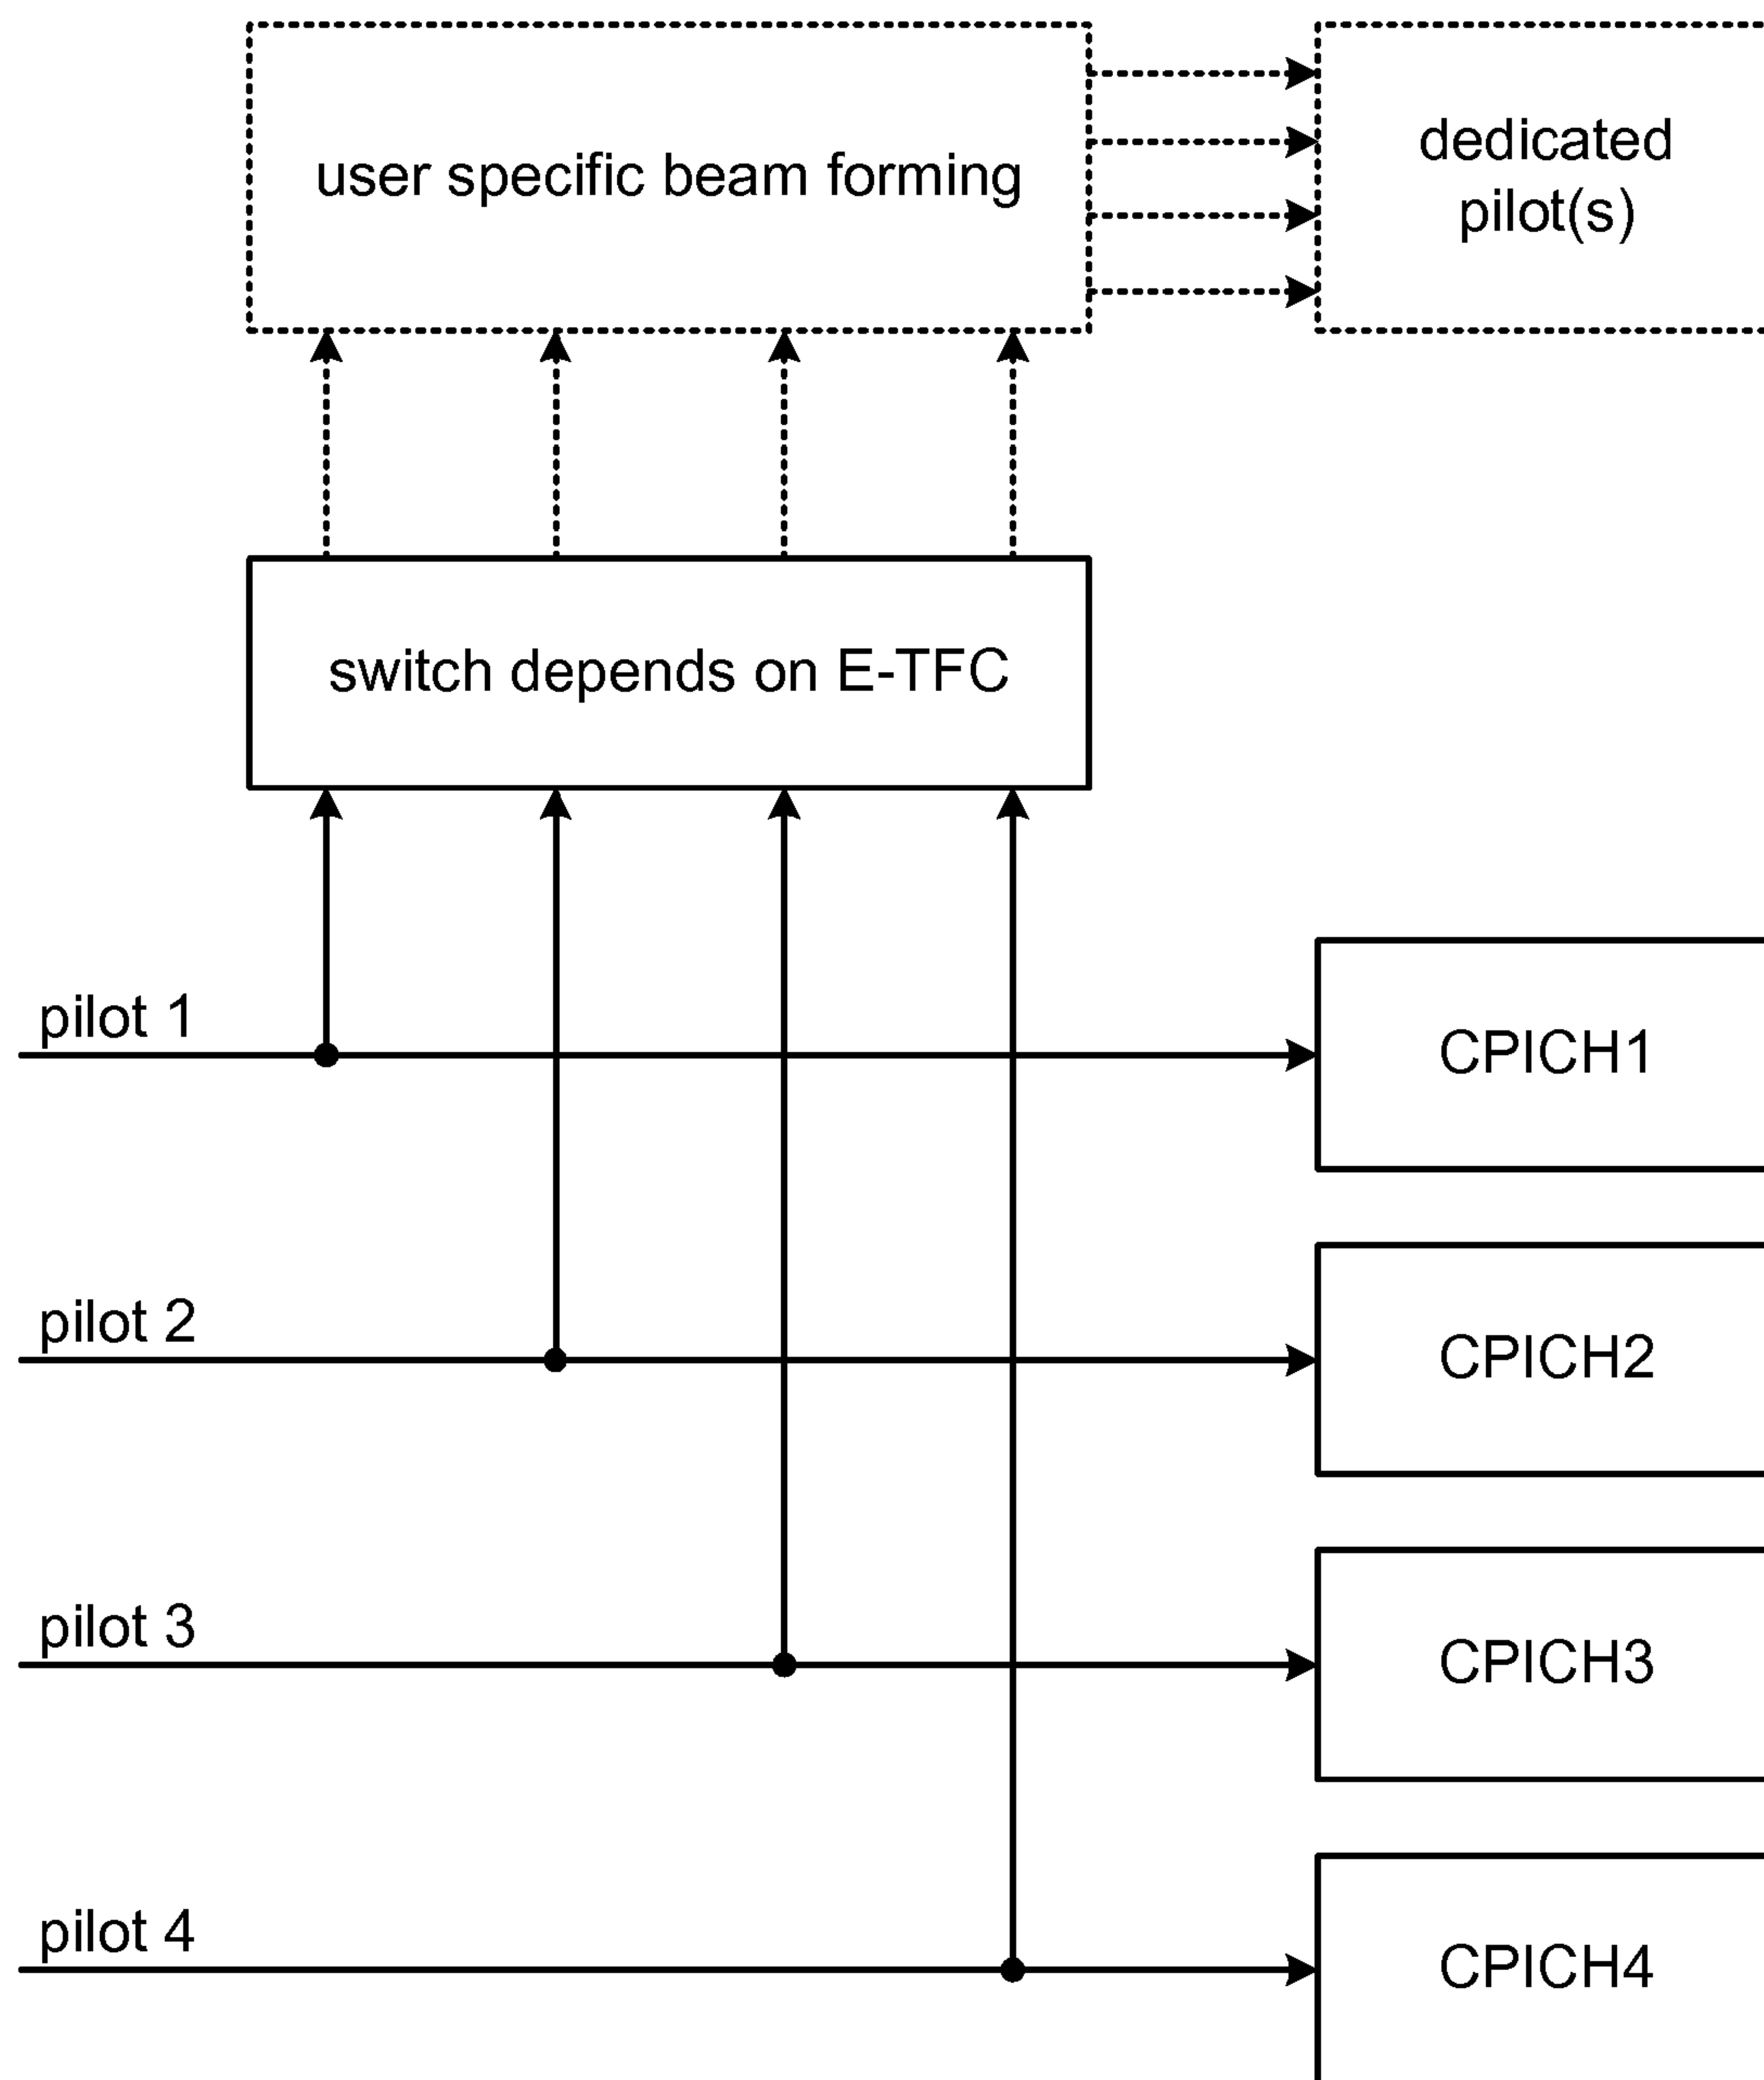 user specific beam forming
dedicated
pilot(s)
switch depends on E-TFC
pilot 1
CPICH1
pilot 2
CPICH2
pilot 3
CPICH3
pilot 4
CPICH4